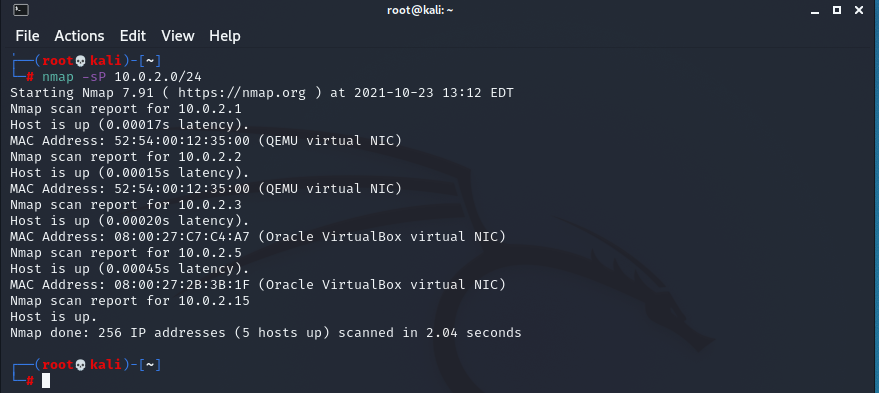 root@kali: ~
File Actions Edit View Help
┌──(root💀kali)-[~]
└─# nmap -sP 10.0.2.0/24
Starting Nmap 7.91 ( https://nmap.org ) at 2021-10-23 13:12 EDT
Nmap scan report for 10.0.2.1
Host is up (0.00017s latency).
MAC Address: 52:54:00:12:35:00 (QEMU virtual NIC)
Nmap scan report for 10.0.2.2
Host is up (0.00015s latency).
MAC Address: 52:54:00:12:35:00 (QEMU virtual NIC)
Nmap scan report for 10.0.2.3
Host is up (0.00020s latency).
MAC Address: 08:00:27:C7:C4:A7 (Oracle VirtualBox virtual NIC)
Nmap scan report for 10.0.2.5
Host is up (0.00045s latency).
MAC Address: 08:00:27:2B:3B:1F (Oracle VirtualBox virtual NIC)
Nmap scan report for 10.0.2.15
Host is up.
Nmap done: 256 IP addresses (5 hosts up) scanned in 2.04 seconds
┌──(root💀kali)-[~]
└─#